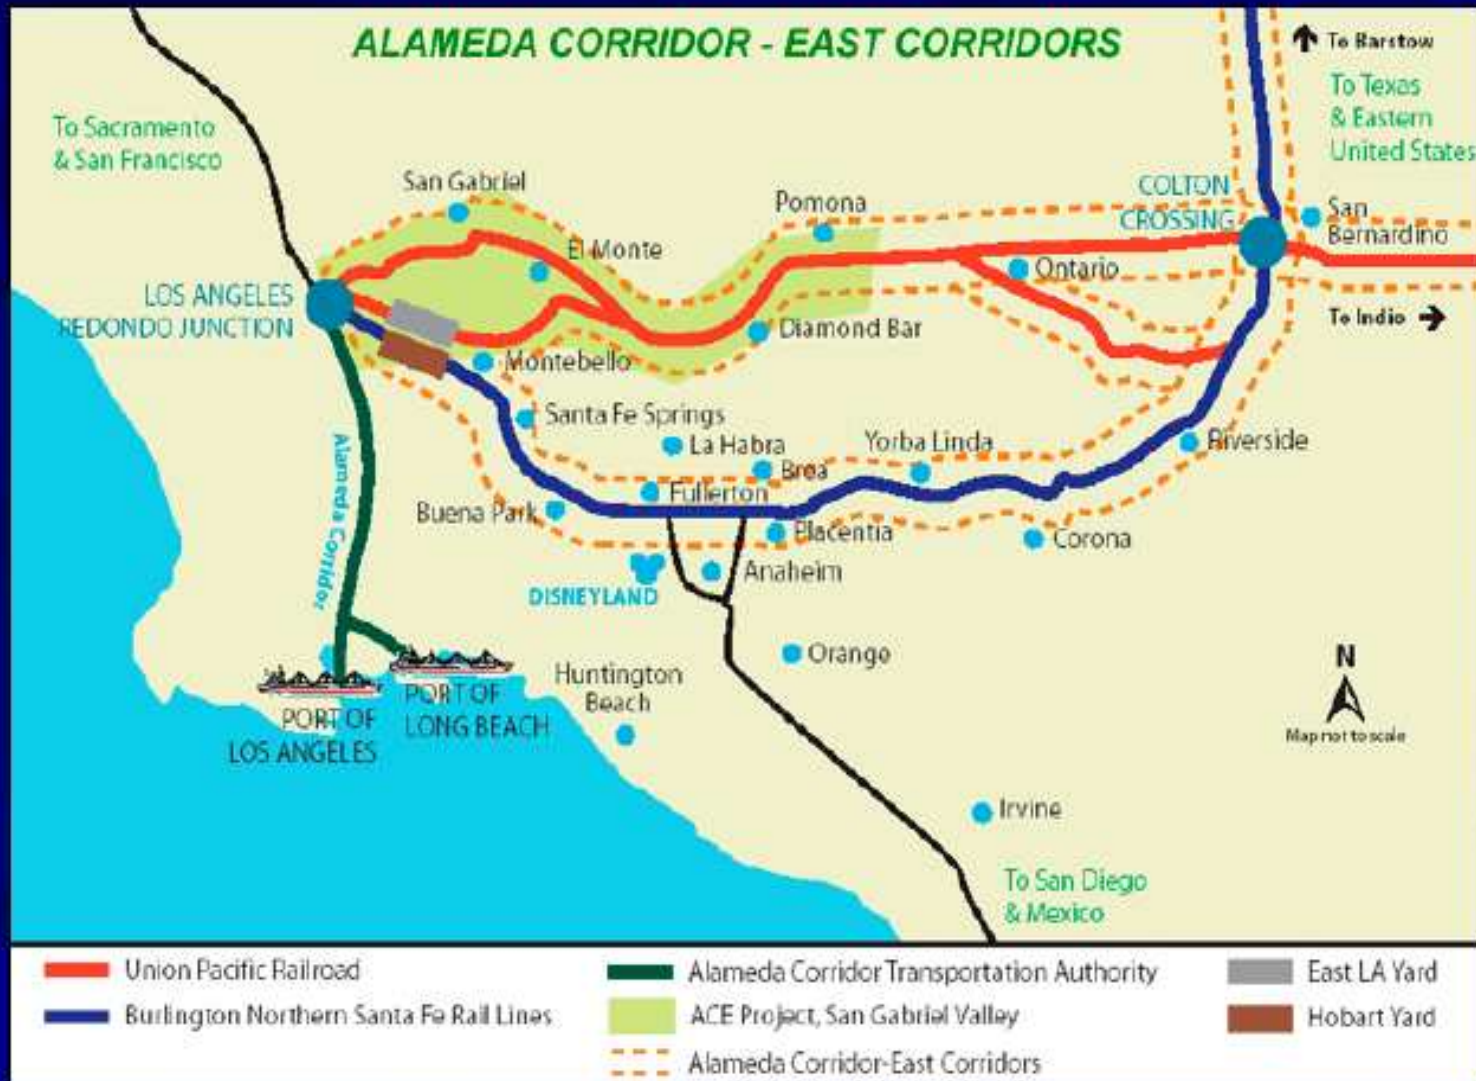 ALAMEDA CORRIDOR - EAST CORRIDORS
To Barstow
To Texas
& Eastern
United States
To Sacramento
& San Francisco
San Gabriel
Pomona
COLTON
CROSSING
San
Bernardino
El Monte
Ontario
LOS ANGELES
REDONDO JUNCTION
To Indio
Diamond Bar
Montebello
Santa Fe Springs
La Habra
Yorba Linda
Riverside
Brea
Fullerton
Buena Park
Placentia
Corona
Alameda Corridor
Anaheim
DISNEYLAND
Orange
Huntington
Beach
N
Map not to scale
PORT OF
LONG BEACH
PORT OF
LOS ANGELES
Irvine
To San Diego
& Mexico
Union Pacific Railroad
Alameda Corridor Transportation Authority
East LA Yard
Burlington Northern Santa Fe Rail Lines
ACE Project, San Gabriel Valley
Hobart Yard
Alameda Corridor-East Corridors